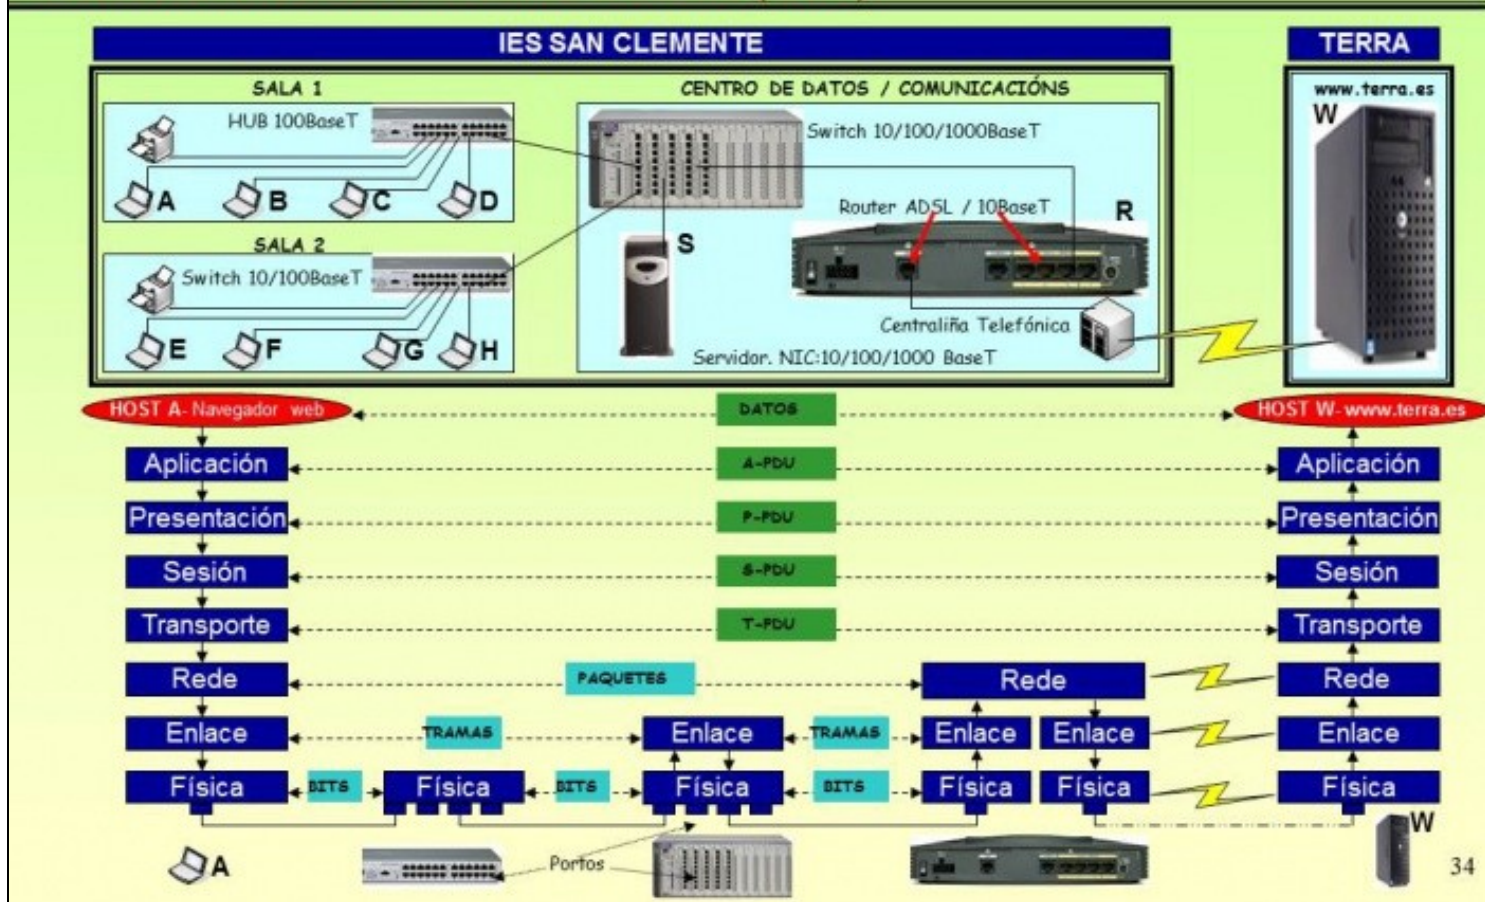 IES SAN CLEMENTE
TERRA
SALA 1
HUB 100BaseT
A
B
C
D
SALA 2
Switch 10/100BaseT
E
F
G
H
CENTRO DE DATOS / COMUNICACIÓNS
Switch 10/100/1000BaseT
Router ADSL / 10BaseT
R
S
Centraliña Telefónica
Servidor. NIC:10/100/1000 BaseT
www.terra.es
W
HOST A- Navegador web
DATOS
HOST W- www.terra.es
Aplicación
A-PDU
Aplicación
Presentación
P-PDU
Presentación
Sesión
S-PDU
Sesión
Transporte
T-PDU
Transporte
Rede
PAQUETES
Rede
Rede
Enlace
TRAMAS
Enlace
TRAMAS
Enlace
Enlace
Enlace
Física
BITS
Física
BITS
Física
BITS
Física
Física
Física
A
Portos
W
34